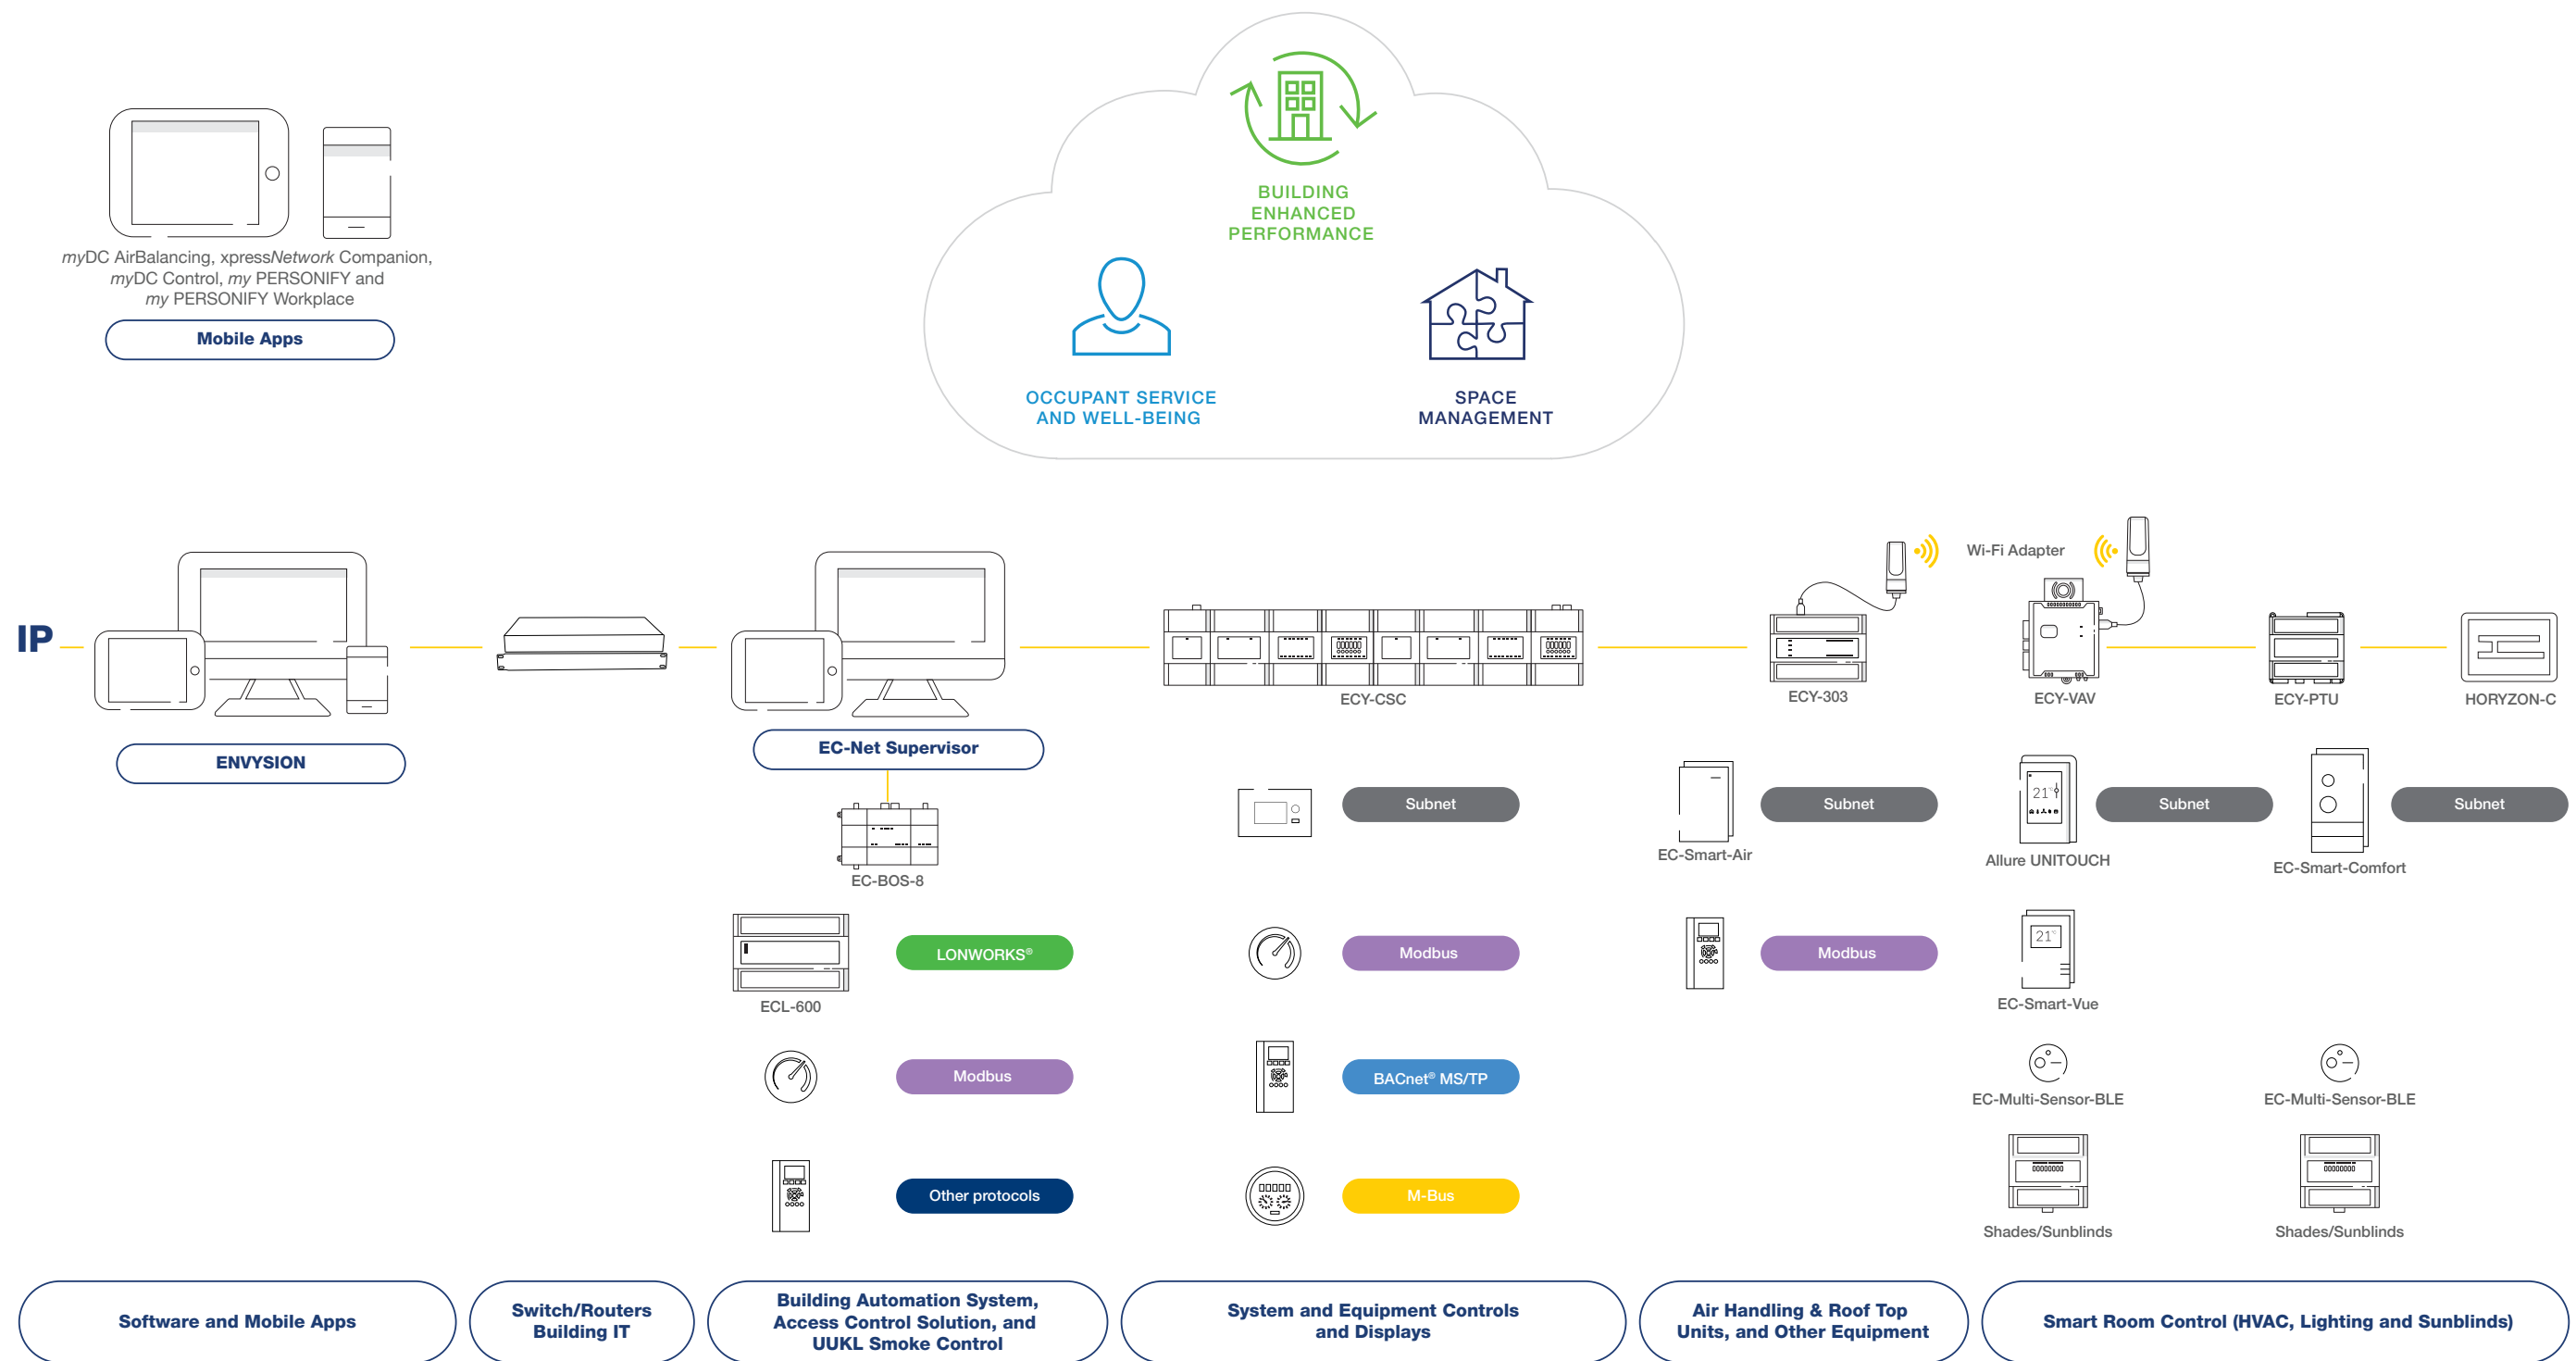 BUILDING
ENHANCED
PERFORMANCE
OCCUPANT SERVICE
AND WELL-BEING
SPACE
MANAGEMENT
myDC AirBalancing, xpressNetwork Companion,
myDC Control, my PERSONIFY and
my PERSONIFY Workplace
Mobile Apps
IP
Wi-Fi Adapter
ENVYSION
EC-Net Supervisor
ECY-CSC
ECY-303
ECY-VAV
ECY-PTU
HORYZON-C
EC-BOS-8
Subnet
EC-Smart-Air
Subnet
21°
Allure UNITOUCH
Subnet
EC-Smart-Comfort
Subnet
ECL-600
LONWORKS®
Modbus
Modbus
21°
EC-Smart-Vue
Modbus
BACnet® MS/TP
EC-Multi-Sensor-BLE
EC-Multi-Sensor-BLE
Other protocols
M-Bus
Shades/Sunblinds
Shades/Sunblinds
Software and Mobile Apps
Switch/Routers
Building IT
Building Automation System,
Access Control Solution, and
UUKL Smoke Control
System and Equipment Controls
and Displays
Air Handling & Roof Top
Units, and Other Equipment
Smart Room Control (HVAC, Lighting and Sunblinds)